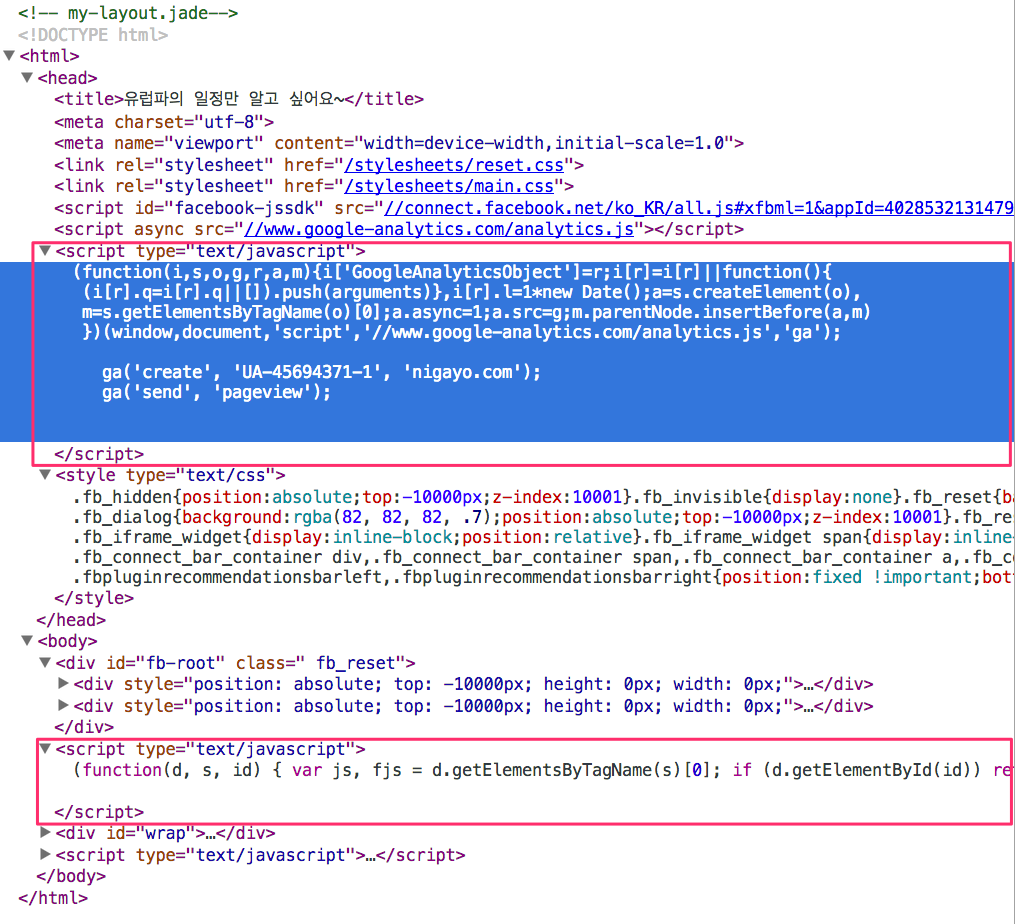 <!-- my-layout.jade-->
<!DOCTYPE html>
<html>
<head>
<title>유럽파의 일정만 알고 싶어요~</title>
<meta charset="utf-8">
<meta name="viewport" content="width=device-width,initial-scale=1.0">
<link rel="stylesheet" href="/stylesheets/reset.css">
<link rel="stylesheet" href="/stylesheets/main.css">
<script id="facebook-jssdk" src="//connect.facebook.net/ko_KR/all.js#xfbml=1&appId=4028532131479
<script async src="//www.google-analytics.com/analytics.js"></script>
<script type="text/javascript">
(function(i,s,o,g,r,a,m){i['GoogleAnalyticsObject']=r;i[r]=i[r]||function(){
(i[r].q=i[r].q||[]).push(arguments)},i[r].l=1*new Date();a=s.createElement(o),
m=s.getElementsByTagName(o)[0];a.async=1;a.src=g;m.parentNode.insertBefore(a,m)
})(window,document,'script','//www.google-analytics.com/analytics.js','ga');
ga('create', 'UA-45694371-1', 'nigayo.com');
ga('send', 'pageview');
</script>
<style type="text/css">
.fb_hidden{position:absolute;top:-10000px;z-index:10001}.fb_invisible{display:none}.fb_reset{ba
.fb_dialog{background:rgba(82, 82, 82, .7);position:absolute;top:-10000px;z-index:10001}.fb_re
.fb_iframe_widget{display:inline-block;position:relative}.fb_iframe_widget span{display:inline-
.fb_connect_bar_container div,.fb_connect_bar_container span,.fb_connect_bar_container a,.fb_co
.fbpluginrecommendationsbarleft,.fbpluginrecommendationsbarright{position:fixed !important;bott
</style>
</head>
<body>
<div id="fb-root" class=" fb_reset">
<div style="position: absolute; top: -10000px; height: 0px; width: 0px;">…</div>
<div style="position: absolute; top: -10000px; height: 0px; width: 0px;">…</div>
</div>
<script type="text/javascript">
(function(d, s, id) { var js, fjs = d.getElementsByTagName(s)[0]; if (d.getElementById(id)) re
</script>
<div id="wrap">…</div>
<script type="text/javascript">…</script>
</body>
</html>